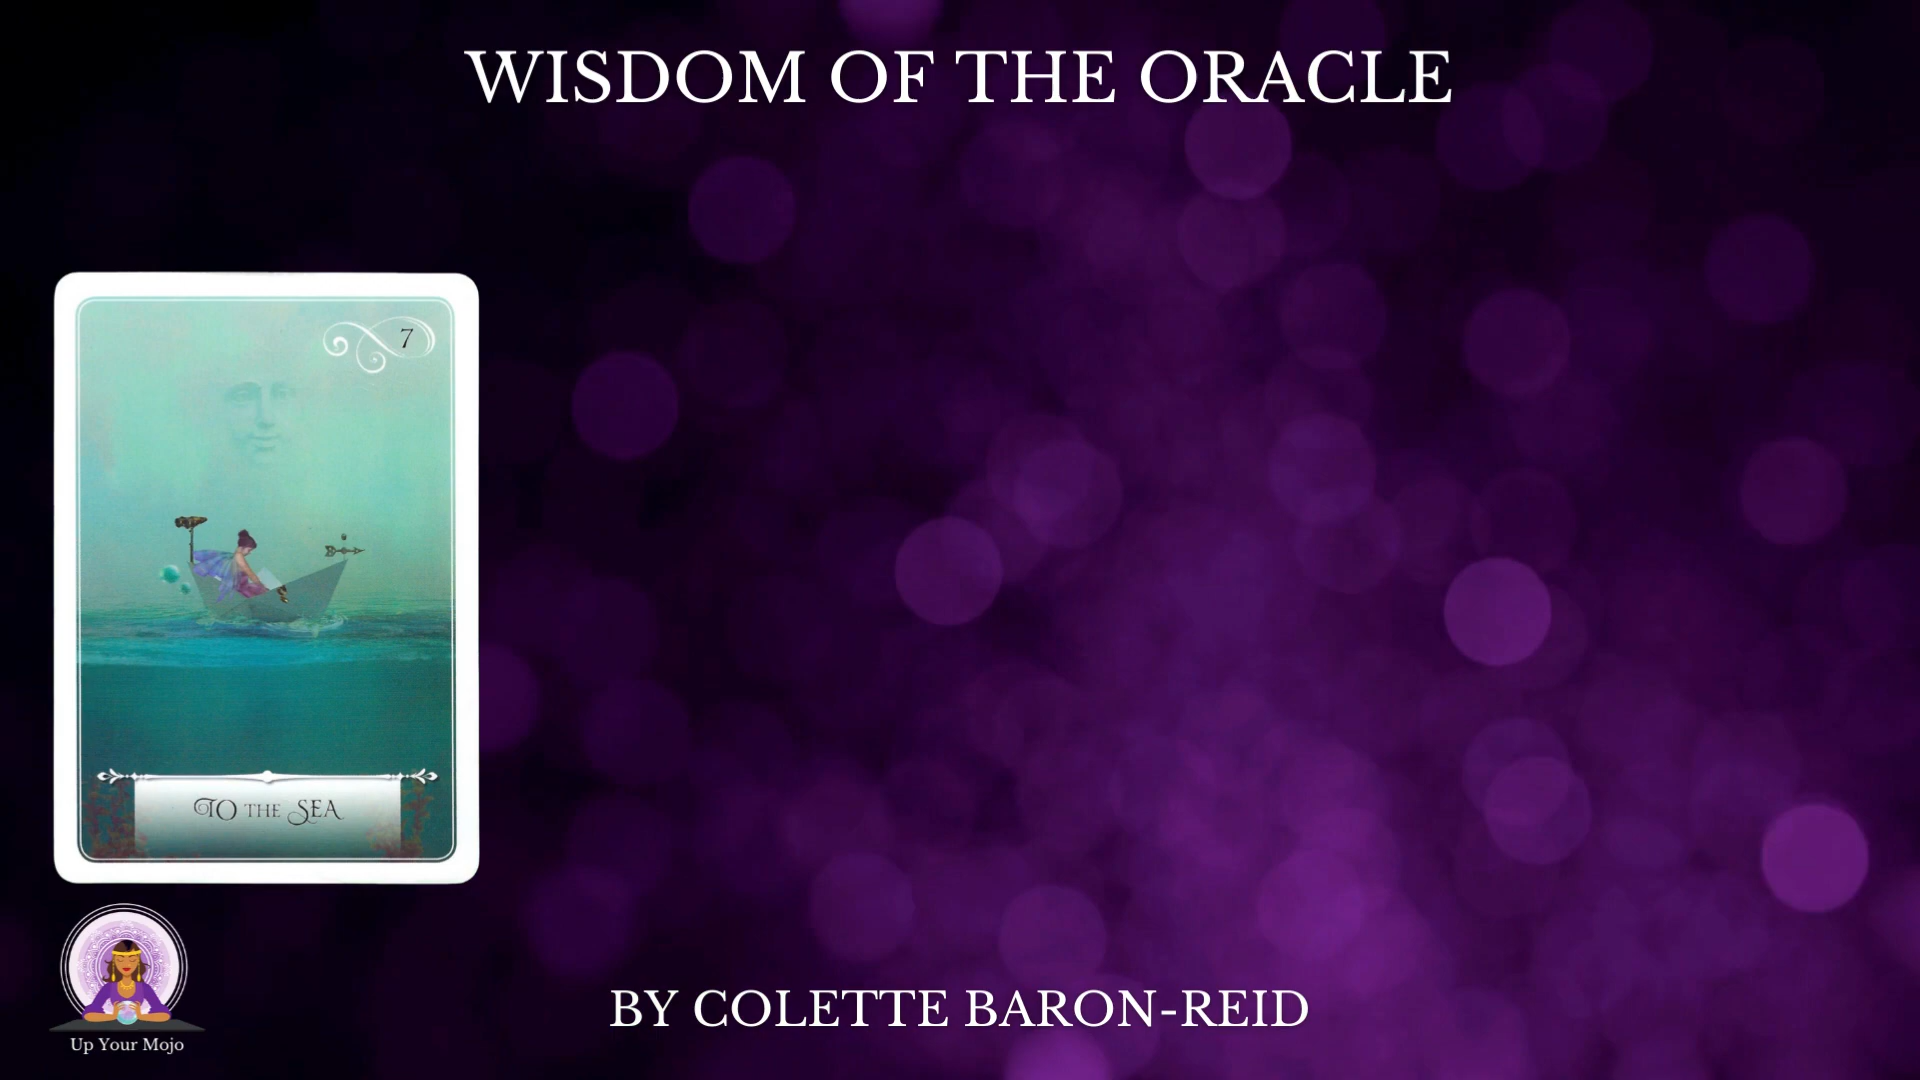 WISDOM OF THE ORACLE
7
TO THE SEA
BY COLETTE BARON-REID
Up Your Mojo